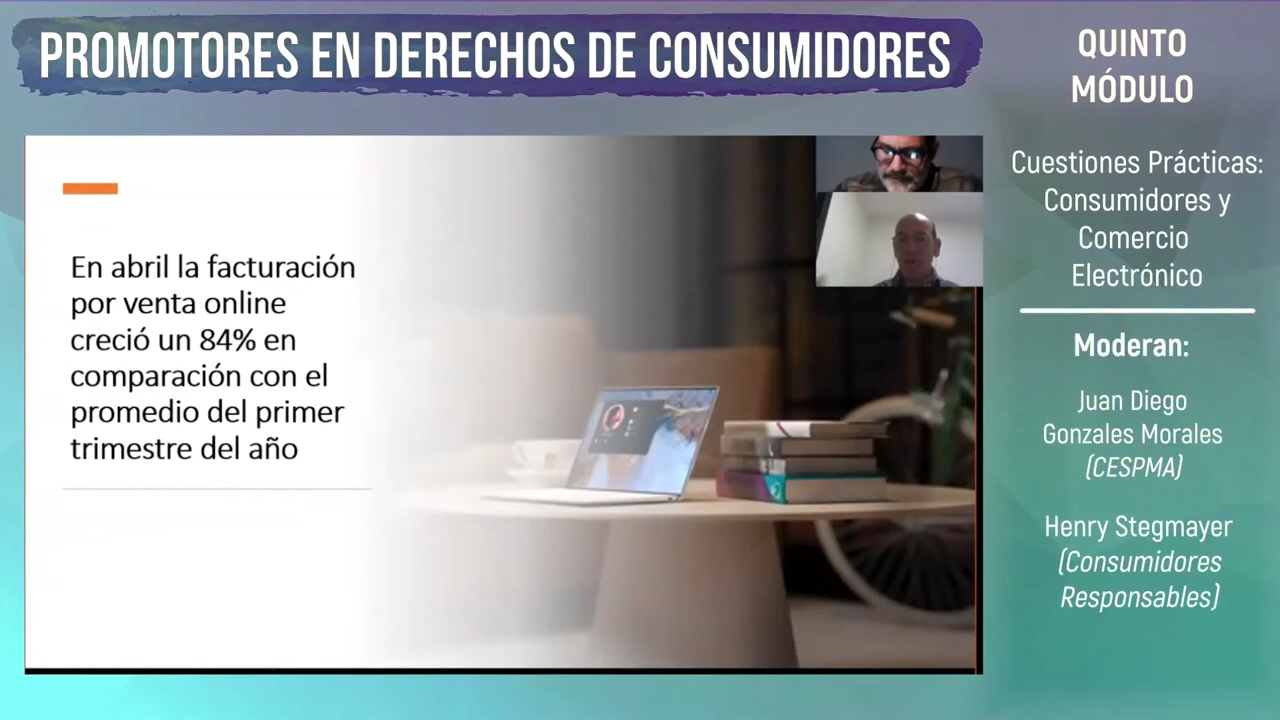 PROMOTORES EN DERECHOS DE CONSUMIDORES
QUINTO
MÓDULO
Cuestiones Prácticas:
Consumidores y
Comercio
Electrónico
Moderan:
Juan Diego
Gonzales Morales
(CESPMA)
Henry Stegmayer
(Consumidores
Responsables)
En abril la facturación
por venta online
creció un 84% en
comparación con el
promedio del primer
trimestre del año